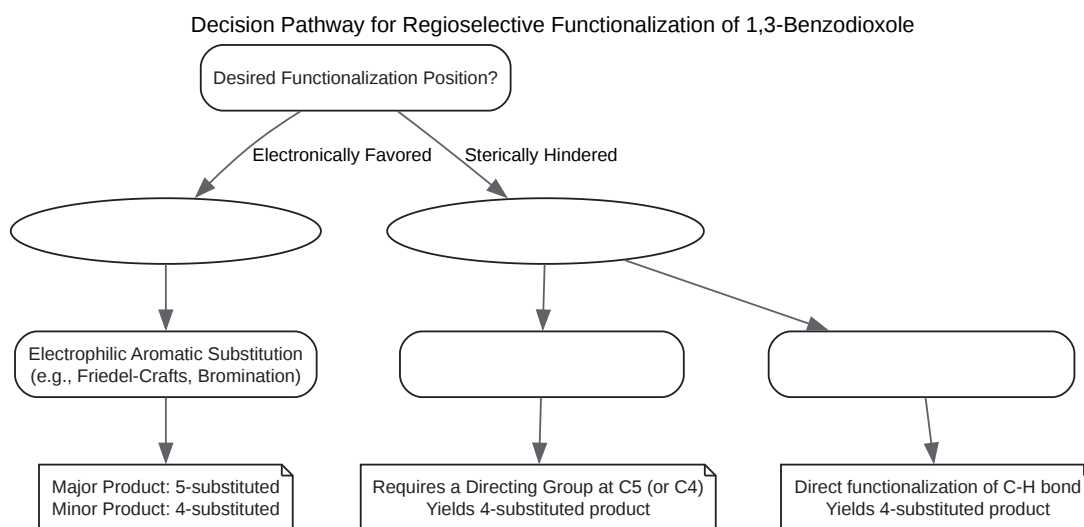 Decision Pathway for Regioselective Functionalization of 1,3-Benzodioxole
Desired Functionalization Position?
Electronically Favored
Sterically Hindered
Electrophilic Aromatic Substitution
(e.g., Friedel-Crafts, Bromination)
Major Product: 5-substituted
Minor Product: 4-substituted
Requires a Directing Group at C5 (or C4)
Yields 4-substituted product
Direct functionalization of C-H bond
Yields 4-substituted product